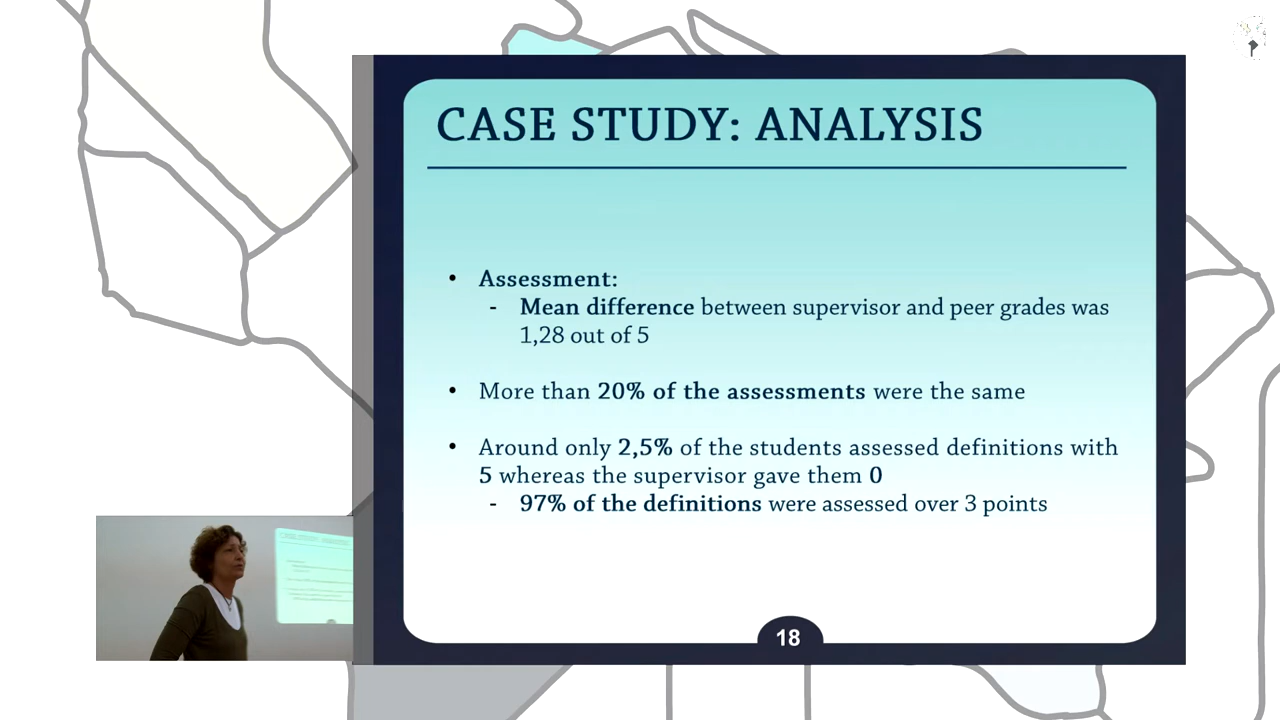 CASE STUDY: ANALYSIS
• Assessment:
- Mean difference between supervisor and peer grades was
1,28 out of 5
• More than 20% of the assessments were the same
• Around only 2,5% of the students assessed definitions with
5 whereas the supervisor gave them 0
- 97% of the definitions were assessed over 3 points
18